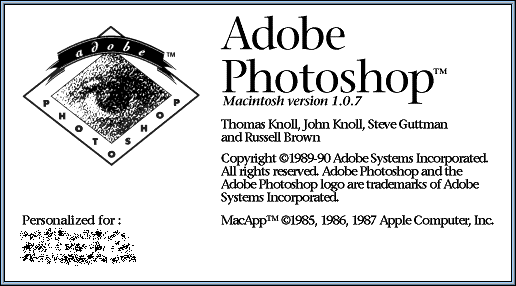 adobe™
PHOTOSHOP
Adobe
Photoshop™
Macintosh version 1.0.7
Thomas Knoll, John Knoll, Steve Guttman
and Russell Brown
Copyright ©1989-90 Adobe Systems Incorporated.
All rights reserved. Adobe Photoshop and the
Adobe Photoshop logo are trademarks of Adobe
Systems Incorporated.
Personalized for :
MacApp™ ©1985, 1986, 1987 Apple Computer, Inc.